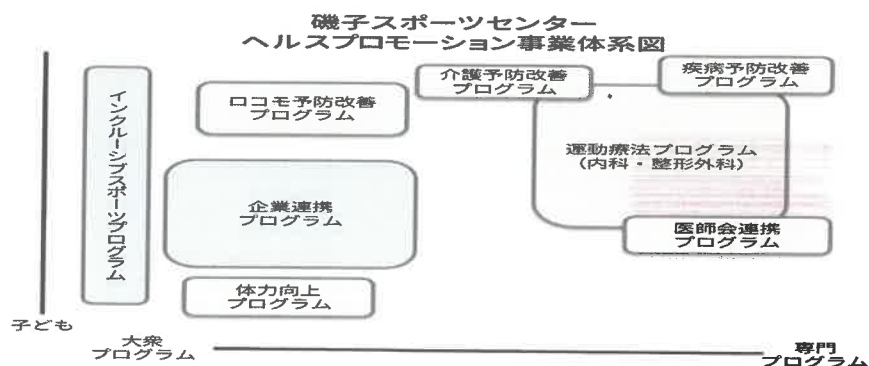 磯子スポーツセンター
ヘルスプロモーション事業体系図
介護予防改善
プログラム
疾病予防改善
プログラム
インクルーシブスポーツプログラム
ロコモ予防改善
プログラム
運動療法プログラム
(内科・整形外科)
企業連携
プログラム
医師会連携
プログラム
体力向上
プログラム
子ども
大衆
プログラム
専門
プログラム